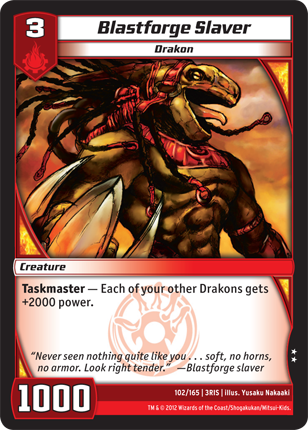 3
Blastforge Slaver
Drakon
Creature
Taskmaster — Each of your other Drakons gets
+2000 power.
"Never seen nothing quite like you . . . soft, no horns,
no armor. Look right tender." —Blastforge slaver
1000
102/165 | 3RIS | illus. Yusaku Nakaaki
TM & © 2012 Wizards of the Coast/Shogakukan/Mitsui-Kids.